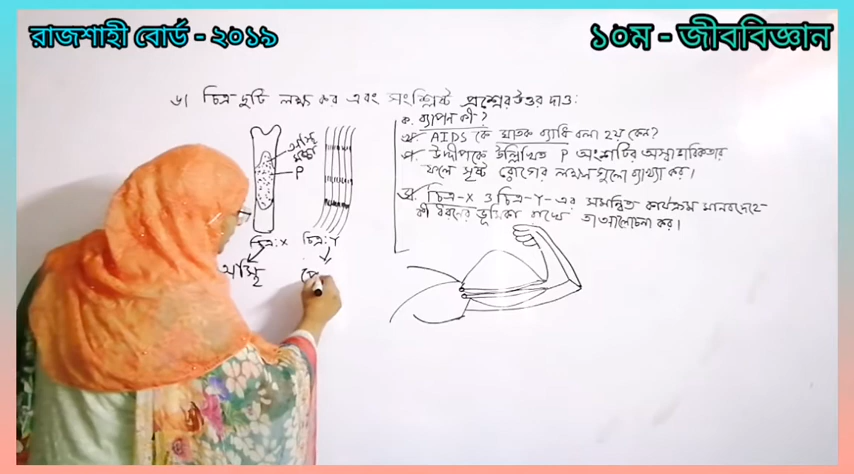 রাজশাহী বোর্ড - ২০১৯
১০ম - জীববিজ্ঞান
৬। চিত্র দুটি লক্ষ্য কর এবং সংশ্লিষ্ট প্রশ্নের উত্তর দাও:
ক. ব্যাপন কী?
খ. AIDS কে ঘাতক ব্যাধি বলা হয় কেন?
গ. উদ্দীপকে উল্লিখিত P অংশটির অস্বাভাবিকতার
ফলে সৃষ্ট রোগের লক্ষণগুলো ব্যাখ্যা কর।
ঘ. চিত্র-X ও চিত্র-Y-এর সমন্বিত কার্যক্রম মানবদেহে
কী ধরনের ভূমিকা রাখে তা আলোচনা কর।
অস্থি
মজ্জা
P
চিত্র: X
চিত্র: Y
অস্থি
পে